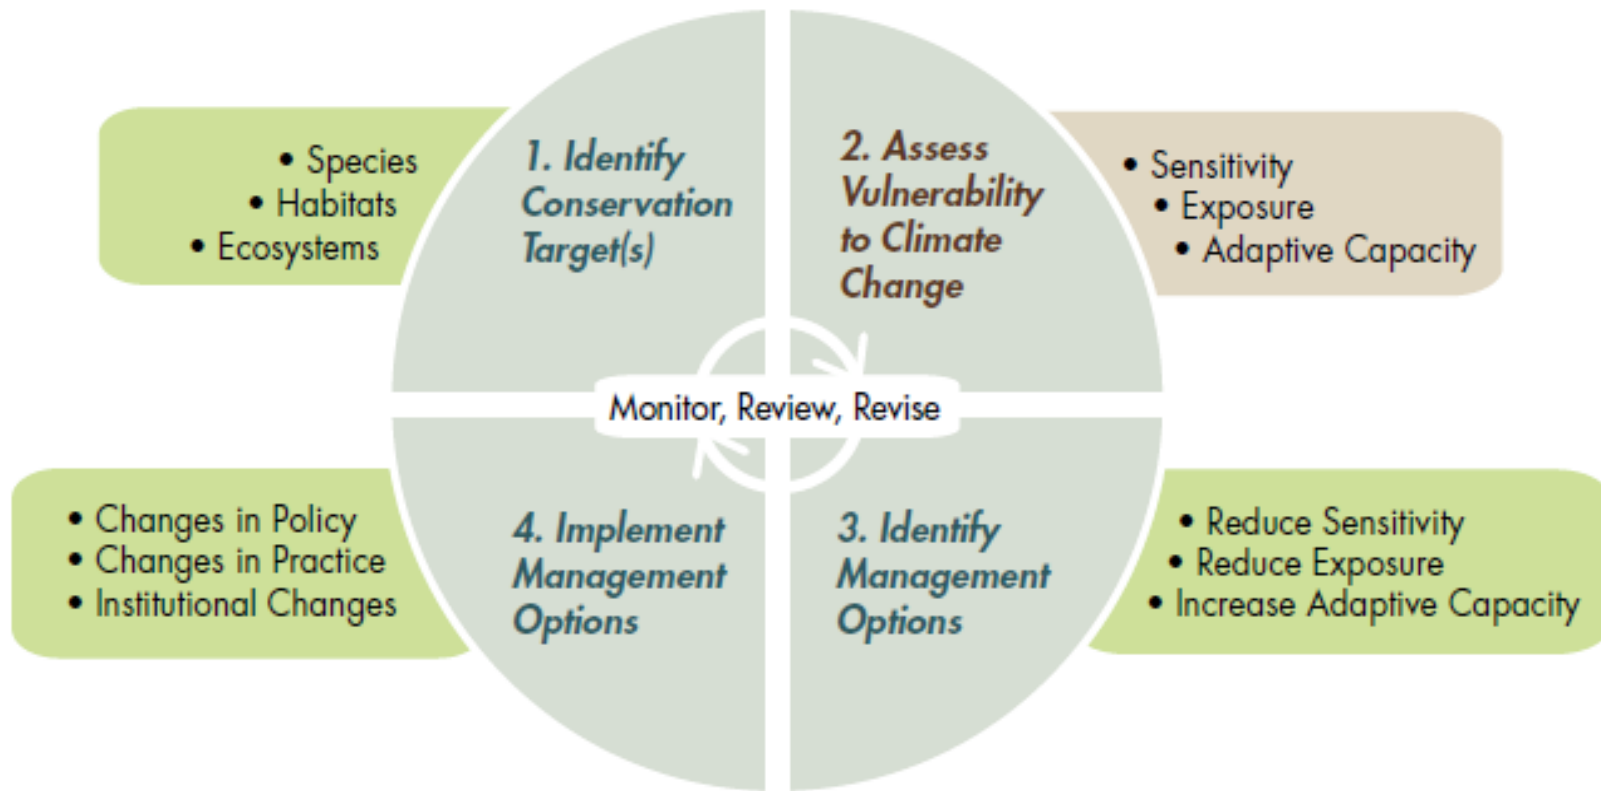 • Species
• Habitats
• Ecosystems
1. Identify
Conservation
Target(s)
2. Assess
Vulnerability
to Climate
Change
• Sensitivity
• Exposure
• Adaptive Capacity
Monitor, Review, Revise
• Changes in Policy
• Changes in Practice
• Institutional Changes
4. Implement
Management
Options
3. Identify
Management
Options
• Reduce Sensitivity
• Reduce Exposure
• Increase Adaptive Capacity